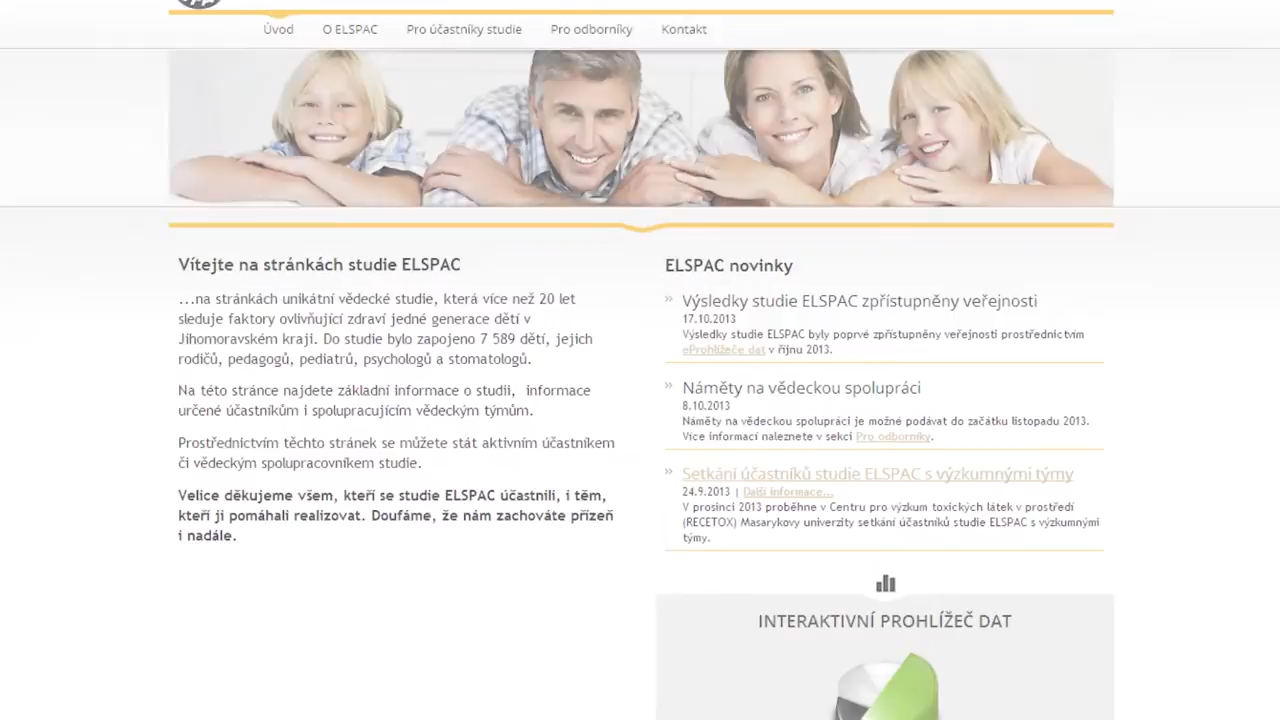 Úvod
O ELSPAC
Pro účastníky studie
Pro odborníky
Kontakt
Vítejte na stránkách studie ELSPAC
...na stránkách unikátní vědecké studie, která více než 20 let
sleduje faktory ovlivňující zdraví jedné generace dětí v
Jihomoravském kraji. Do studie bylo zapojeno 7 589 dětí, jejich
rodičů, pedagogů, pediatrů, psychologů a stomatologů.
Na této stránce najdete základní informace o studii, informace
určené účastníkům i spolupracujícím vědeckým týmům.
Prostřednictvím těchto stránek se můžete stát aktivním účastníkem
či vědeckým spolupracovníkem studie.
Velice děkujeme všem, kteří se studie ELSPAC účastnili, i těm,
kteří ji pomáhali realizovat. Doufáme, že nám zachováte přízeň
i nadále.
ELSPAC novinky
» Výsledky studie ELSPAC zpřístupněny veřejnosti
17.10.2013
Výsledky studie ELSPAC byly poprvé zpřístupněny veřejnosti prostřednictvím
eProhlížeče dat v říjnu 2013.
» Náměty na vědeckou spolupráci
8.10.2013
Náměty na vědeckou spolupráci je možné podávat do začátku listopadu 2013.
Více informací naleznete v sekci Pro odborníky.
» Setkání účastníků studie ELSPAC s výzkumnými týmy
24.9.2013 | Další informace...
V prosinci 2013 proběhne v Centru pro výzkum toxických látek v prostředí
(RECETOX) Masarykovy univerzity setkání účastníků studie ELSPAC s výzkumnými
týmy.
INTERAKTIVNÍ PROHLÍŽEČ DAT